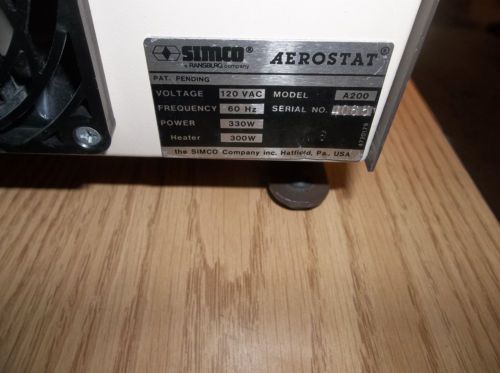 SIMCO® AEROSTAT®
a RANSBURG company
PAT. PENDING
VOLTAGE 120 VAC MODEL A200
FREQUENCY 60 Hz SERIAL NO.
POWER 330W
Heater 300W
the SIMCO Company inc. Hatfield, Pa., USA